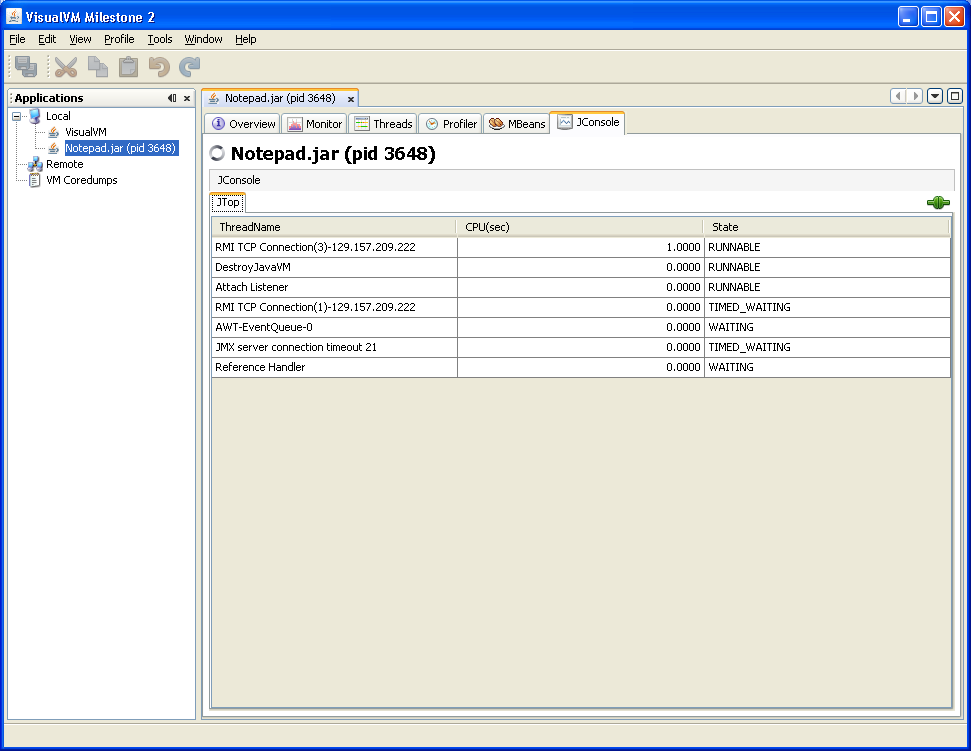 VisualVM Milestone 2
File Edit View Profile Tools Window Help
Applications
Local
VisualVM
Notepad.jar (pid 3648)
Remote
VM Coredumps
Notepad.jar (pid 3648)
Overview Monitor Threads Profiler MBeans JConsole
Notepad.jar (pid 3648)
JConsole
JTop
ThreadName CPU(sec) State
RMI TCP Connection(3)-129.157.209.222 1.0000 RUNNABLE
DestroyJavaVM 0.0000 RUNNABLE
Attach Listener 0.0000 RUNNABLE
RMI TCP Connection(1)-129.157.209.222 0.0000 TIMED_WAITING
AWT-EventQueue-0 0.0000 WAITING
JMX server connection timeout 21 0.0000 TIMED_WAITING
Reference Handler 0.0000 WAITING